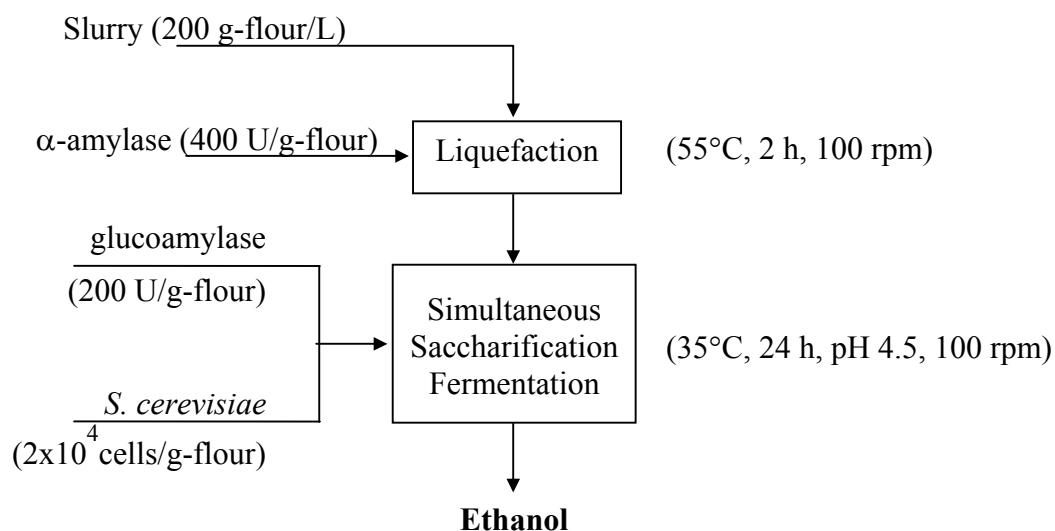 Slurry (200 g-flour/L)
α-amylase (400 U/g-flour)
Liquefaction
(55°C, 2 h, 100 rpm)
glucoamylase
(200 U/g-flour)
Simultaneous
Saccharification
Fermentation
(35°C, 24 h, pH 4.5, 100 rpm)
S. cerevisiae
(2x10⁴ cells/g-flour)
Ethanol